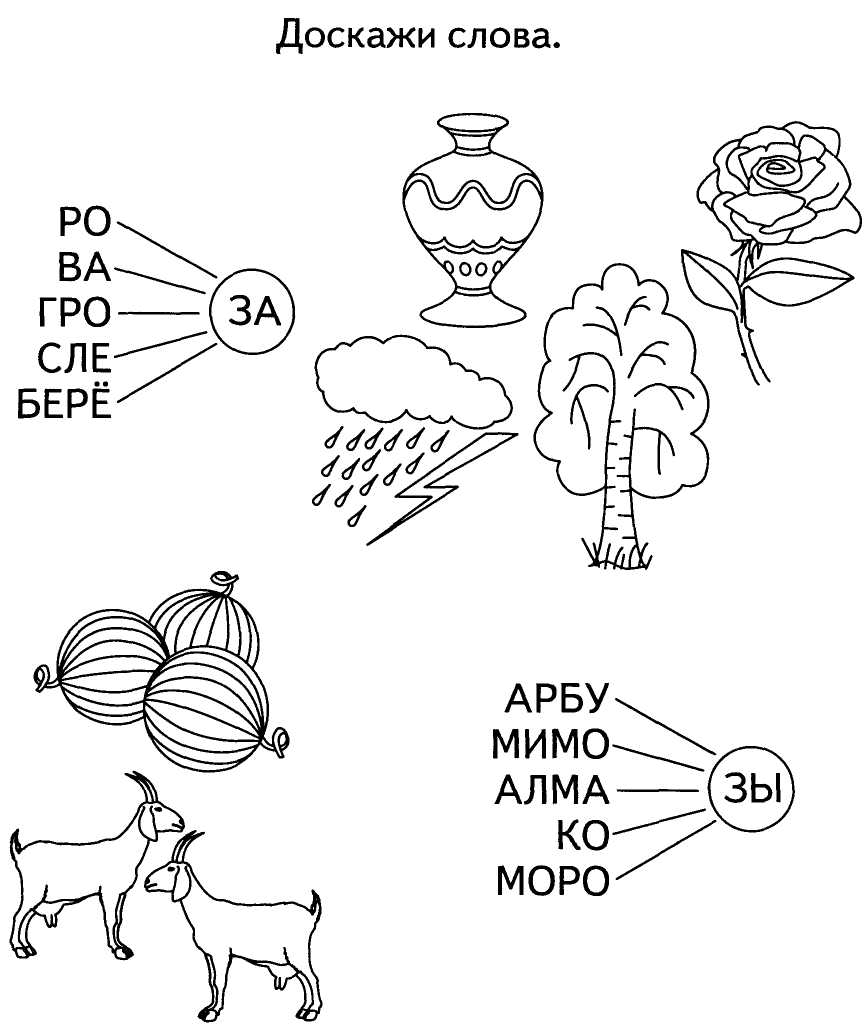 Доскажи слова.
РО
ВА
ГРО
СЛЕ
БЕРЁ
ЗА
АРБУ
МИМО
АЛМА
КО
МОРО
ЗЫ